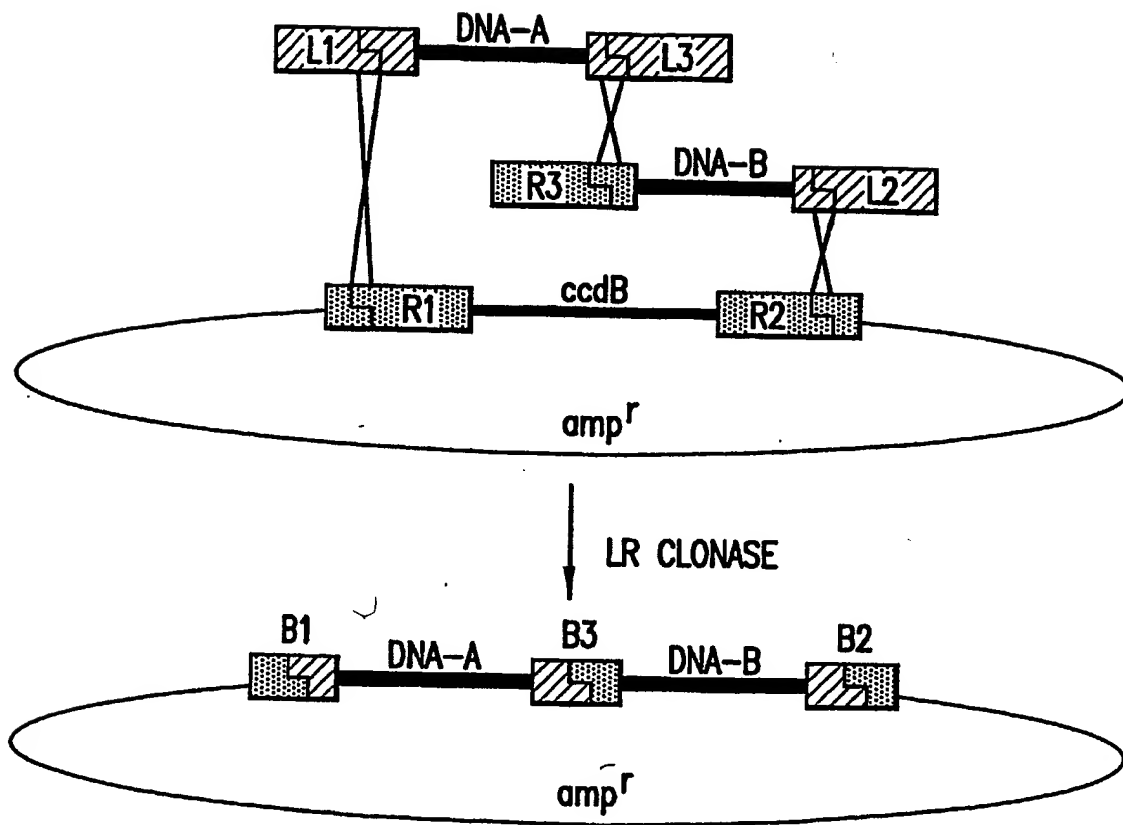 DNA-A
L1 L3
DNA-B
R3 L2
ccdB
R1 R2
amp^r
LR CLONASE
B1 B3 B2
DNA-A DNA-B
amp^r